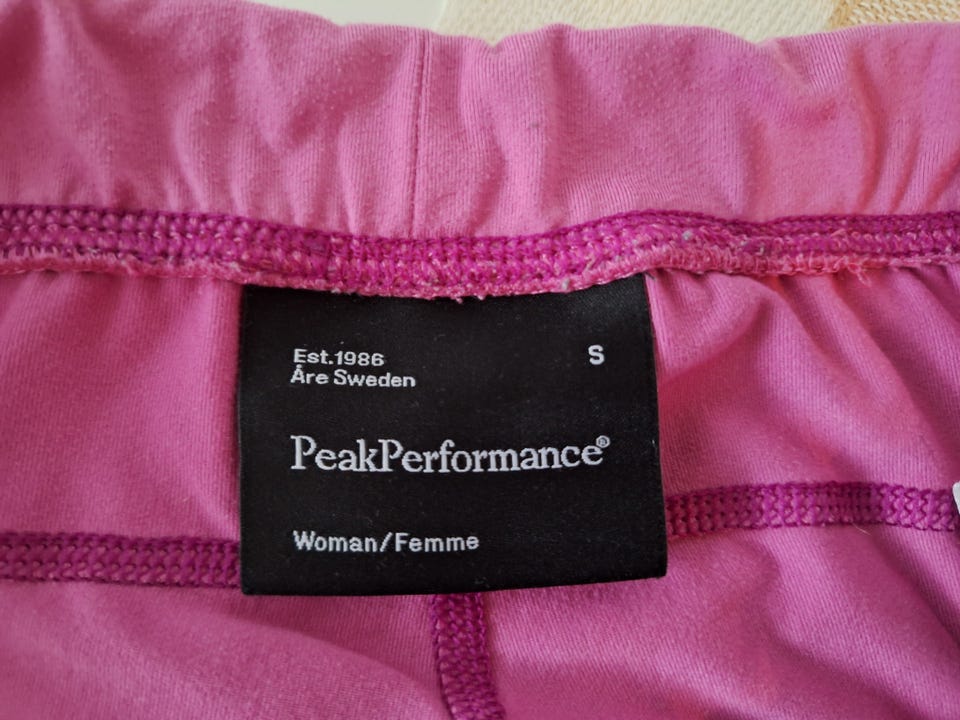 Est.1986
Åre Sweden
S
PeakPerformance®
Woman/Femme